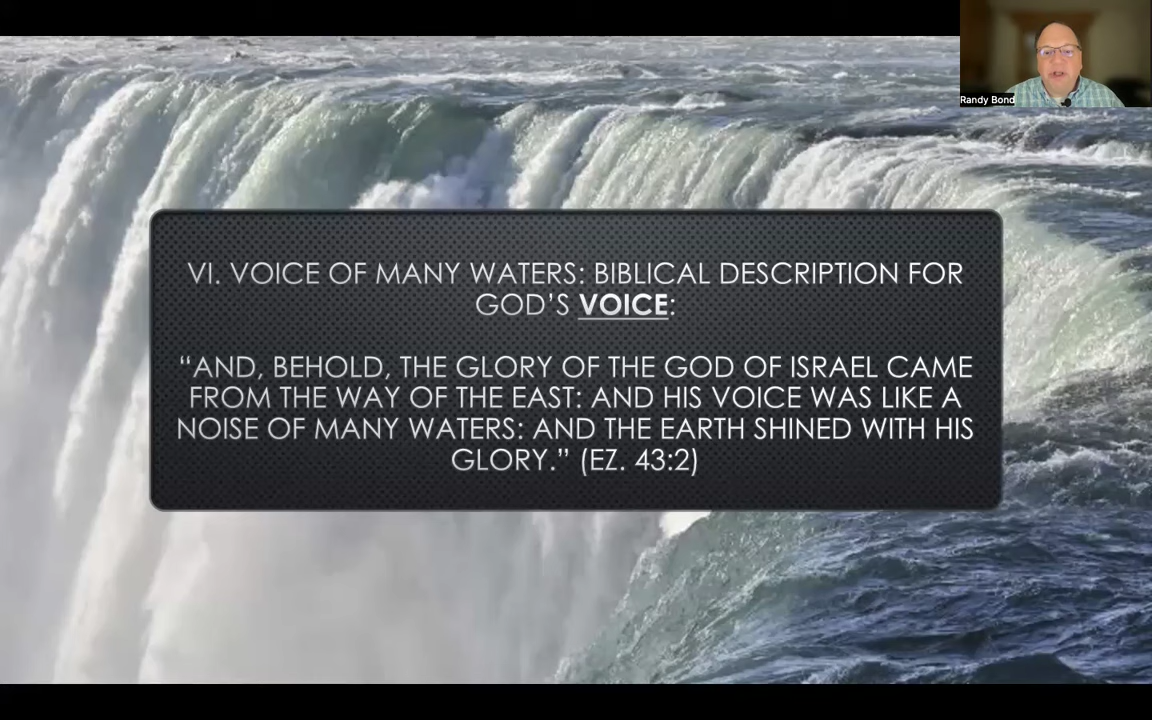 Randy Bond
VI. VOICE OF MANY WATERS: BIBLICAL DESCRIPTION FOR
GOD’S VOICE:
“AND, BEHOLD, THE GLORY OF THE GOD OF ISRAEL CAME
FROM THE WAY OF THE EAST: AND HIS VOICE WAS LIKE A
NOISE OF MANY WATERS: AND THE EARTH SHINED WITH HIS
GLORY.” (EZ. 43:2)